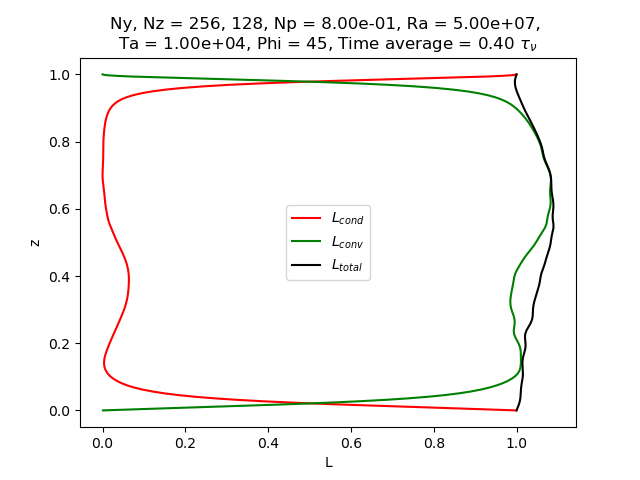 Ny, Nz = 256, 128, Np = 8.00e-01, Ra = 5.00e+07,
Ta = 1.00e+04, Phi = 45, Time average = 0.40 τν
1.0
0.8
0.6
0.4
0.2
0.0
z
Lcond
Lconv
Ltotal
0.0 0.2 0.4 0.6 0.8 1.0
L